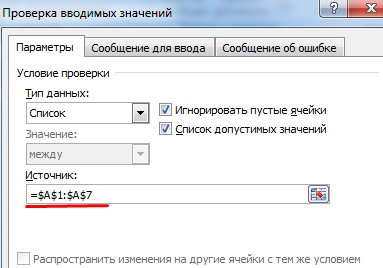 Проверка вводимых значений
Параметры Сообщение для ввода Сообщение об ошибке
Условие проверки
Тип данных:
Список
Игнорировать пустые ячейки
Значение:
Список допустимых значений
между
Источник:
=$A$1:$A$7
Распространить изменения на другие ячейки с тем же условием